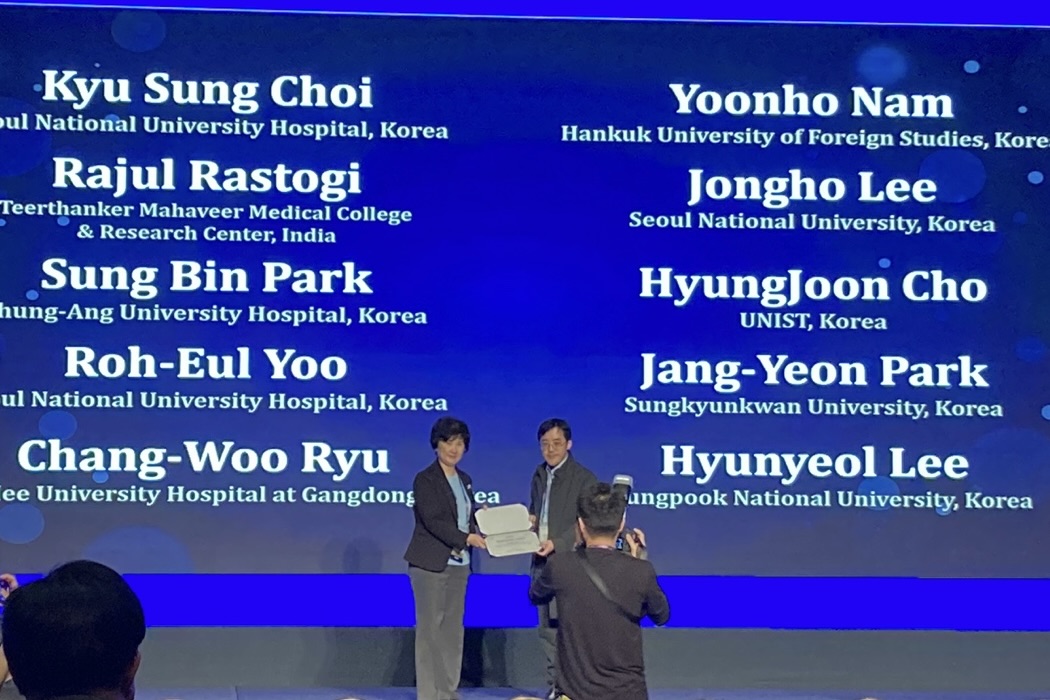 Kyu Sung Choi
oul National University Hospital, Korea
Rajul Rastogi
Teerthanker Mahaveer Medical College
& Research Center, India
Sung Bin Park
hung-Ang University Hospital, Korea
Roh-Eul Yoo
ul National University Hospital, Korea
Chang-Woo Ryu
ee University Hospital at Gangdong ea
Yoonho Nam
Hankuk University of Foreign Studies, Kore
Jongho Lee
Seoul National University, Korea
HyungJoon Cho
UNIST, Korea
Jang-Yeon Park
Sungkyunkwan University, Korea
Hyunyeol Lee
ungpook National University, Korea